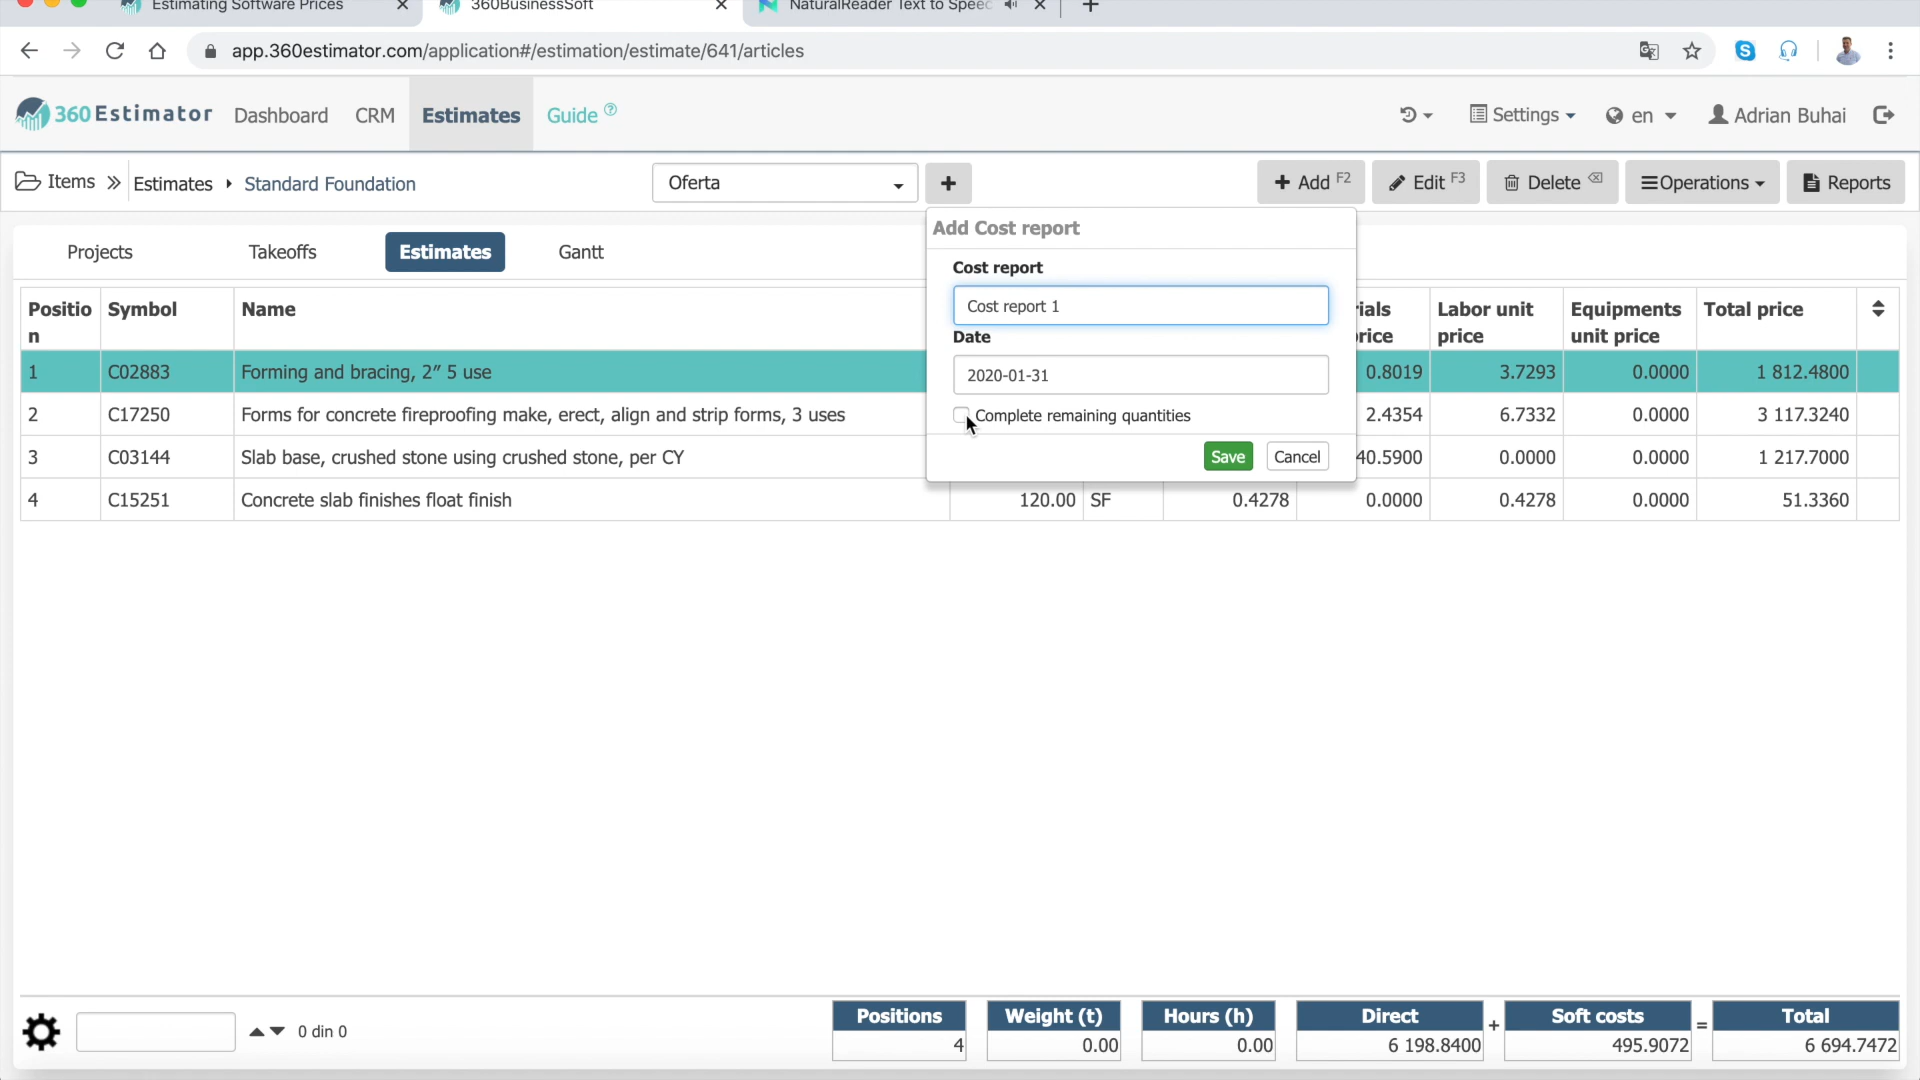 Estimating Software Prices
360BusinessSoft
NaturalReader Text to Speec
app.360estimator.com/application#/estimation/estimate/641/articles
360Estimator Dashboard CRM Estimates Guide ? Settings en Adrian Buhai
Items » Estimates Standard Foundation Oferta + Add F2 Edit F3 Delete Operations Reports
Projects Takeoffs Estimates Gantt
Add Cost report
Cost report
Cost report 1
Date
2020-01-31
Complete remaining quantities
Save Cancel
Positio
n Symbol Name ials
rice Labor unit
price Equipments
unit price Total price
1 C02883 Forming and bracing, 2" 5 use 0.8019 3.7293 0.0000 1 812.4800
2 C17250 Forms for concrete fireproofing make, erect, align and strip forms, 3 uses 2.4354 6.7332 0.0000 3 117.3240
3 C03144 Slab base, crushed stone using crushed stone, per CY 40.5900 0.0000 0.0000 1 217.7000
4 C15251 Concrete slab finishes float finish 120.00 SF 0.4278 0.0000 0.4278 0.0000 51.3360
0 din 0
Positions Weight (t) Hours (h) Direct + Soft costs = Total
4 0.00 0.00 6 198.8400 495.9072 6 694.7472